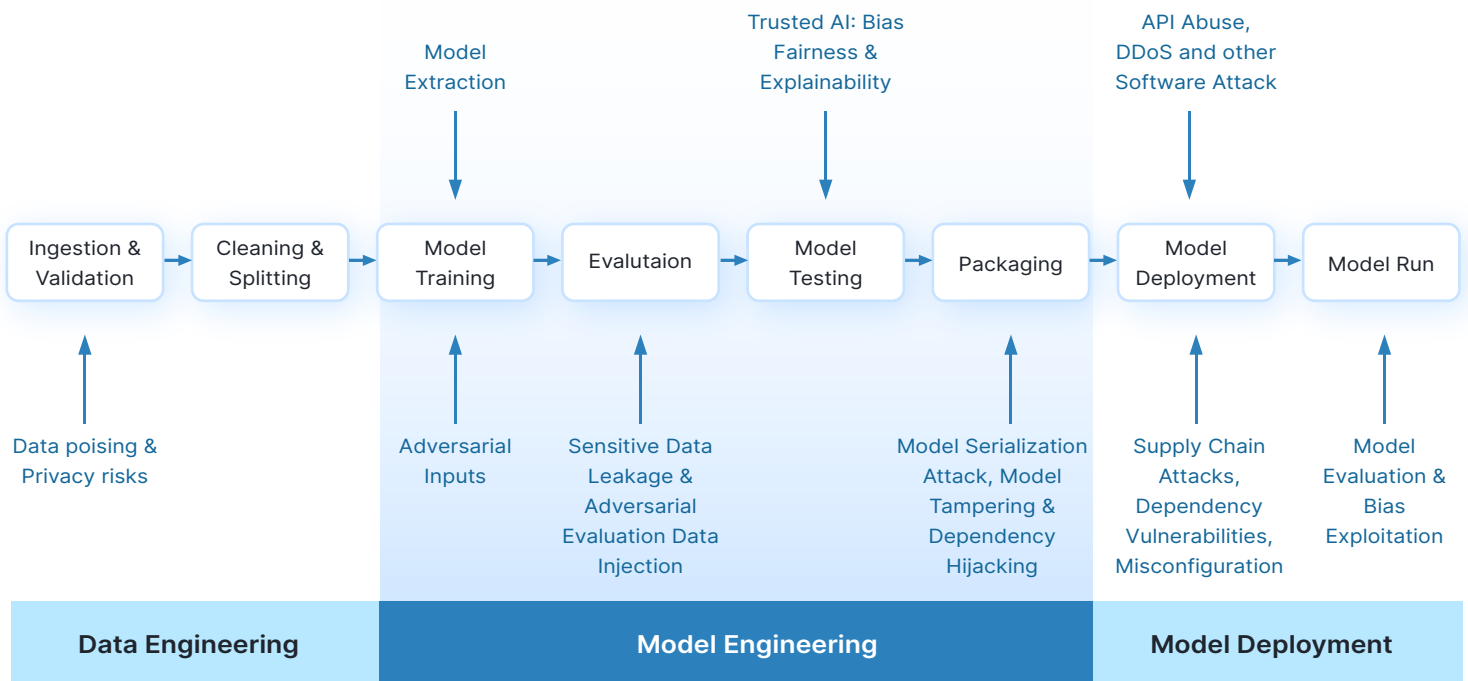 Model
Extraction
Trusted AI: Bias
Fairness &
Explainability
API Abuse,
DDoS and other
Software Attack
Ingestion &
Validation
Cleaning &
Splitting
Model
Training
Evalutaion
Model
Testing
Packaging
Model
Deployment
Model Run
Data poising &
Privacy risks
Adversarial
Inputs
Sensitive Data
Leakage &
Adversarial
Evaluation Data
Injection
Model Serialization
Attack, Model
Tampering &
Dependency
Hijacking
Supply Chain
Attacks,
Dependency
Vulnerabilities,
Misconfiguration
Model
Evaluation &
Bias
Exploitation
Data Engineering
Model Engineering
Model Deployment